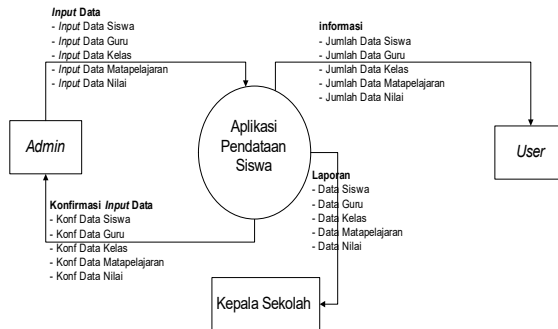 Input Data
- Input Data Siswa
- Input Data Guru
- Input Data Kelas
- Input Data Matapelajaran
- Input Data Nilai
informasi
- Jumlah Data Siswa
- Jumlah Data Guru
- Jumlah Data Kelas
- Jumlah Data Matapelajaran
- Jumlah Data Nilai
Admin
Aplikasi
Pendataan
Siswa
User
Laporan
- Data Siswa
- Data Guru
- Data Kelas
- Data Matapelajaran
- Data Nilai
Konfirmasi Input Data
- Konf Data Siswa
- Konf Data Guru
- Konf Data Kelas
- Konf Data Matapelajaran
- Konf Data Nilai
Kepala Sekolah